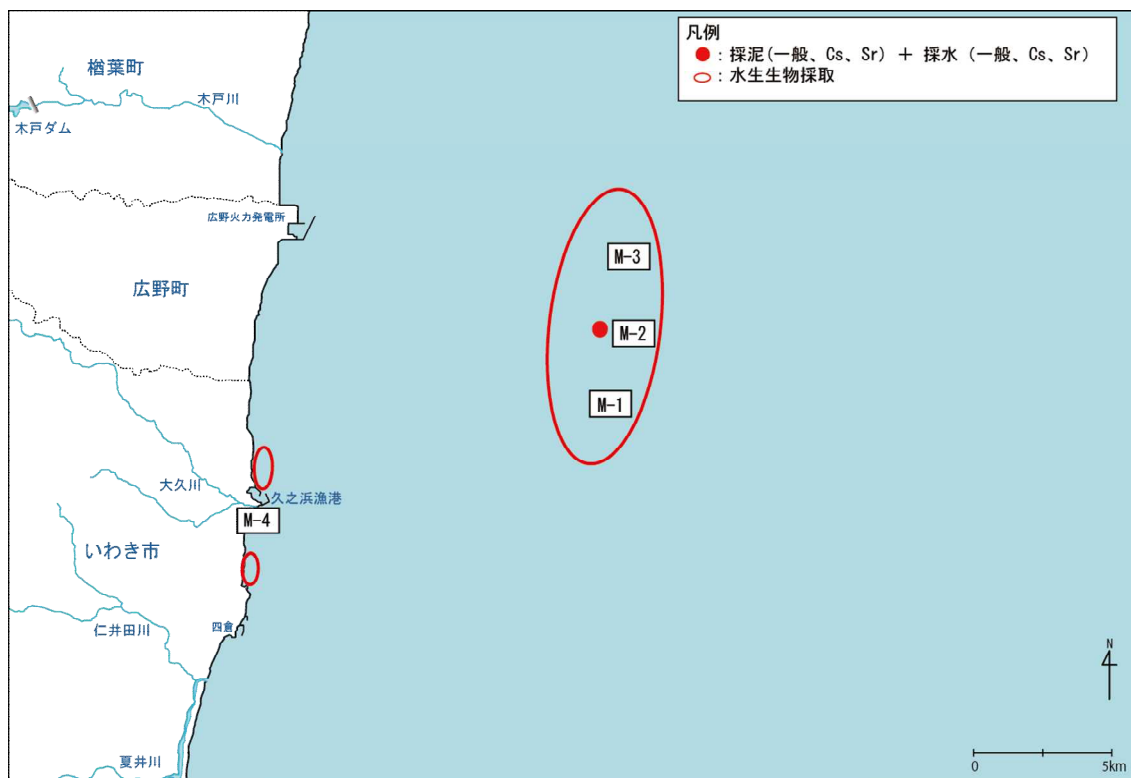 凡例
: 採泥(一般、Cs、Sr) + 採水 (一般、Cs、Sr)
: 水生生物採取
楢葉町
木戸川
木戸ダム
広野火力発電所
M-3
広野町
M-2
M-1
大久川
久之浜漁港
M-4
いわき市
四倉
仁井田川
夏井川
N
0
5km